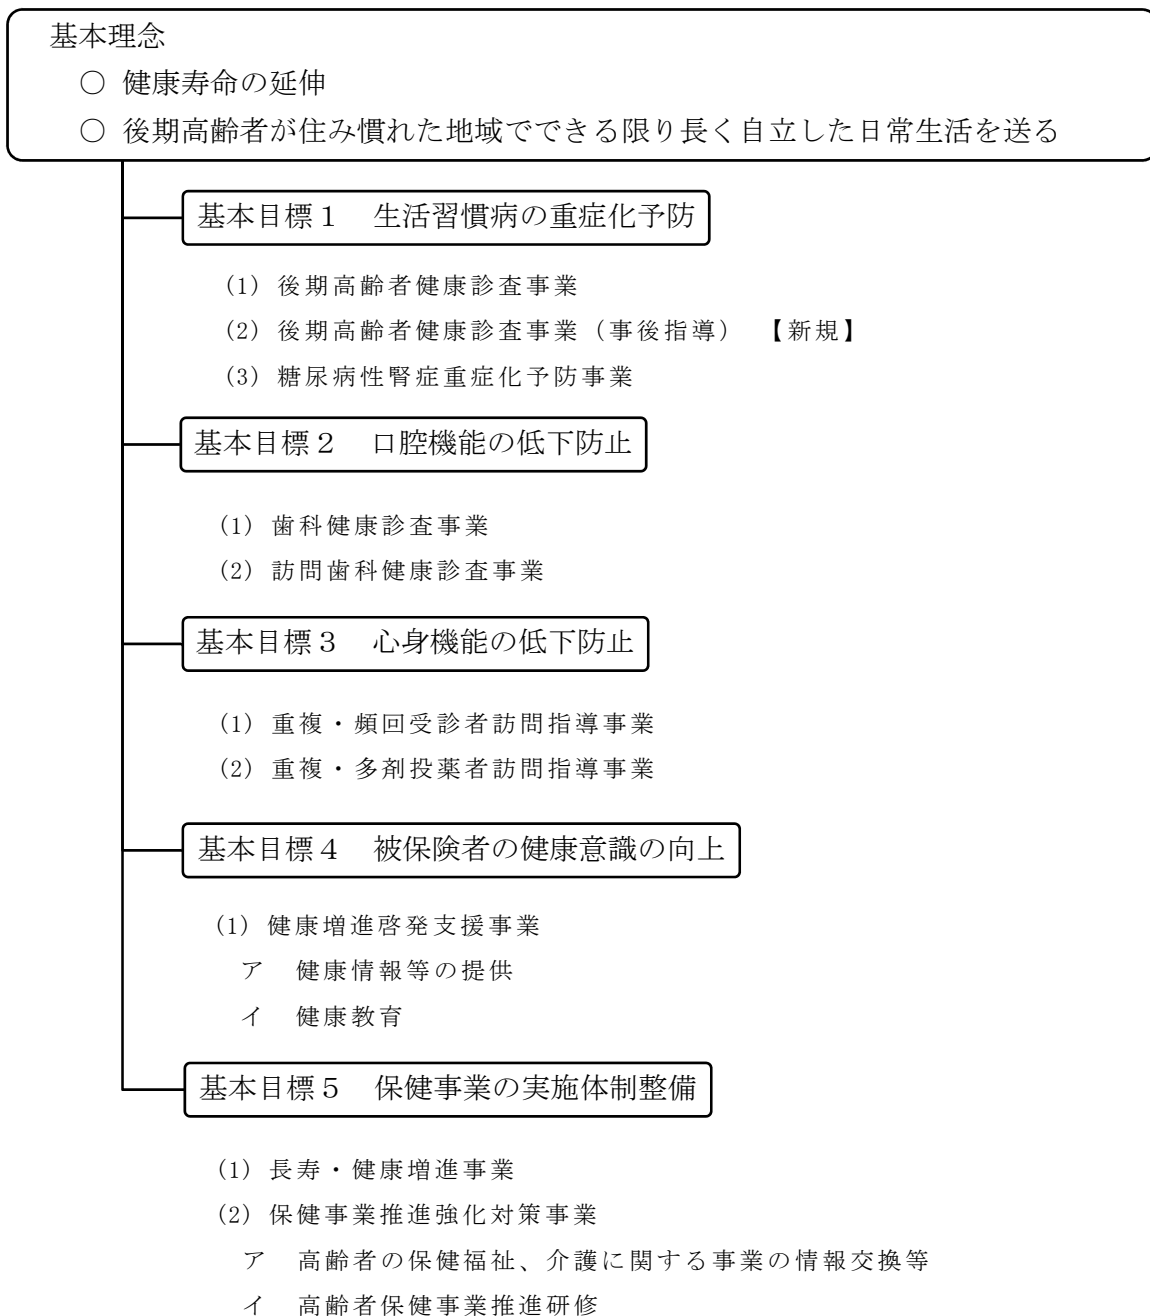 基本理念
○ 健康寿命の延伸
○ 後期高齢者が住み慣れた地域でできる限り長く自立した日常生活を送る
基本目標１　生活習慣病の重症化予防
(1) 後期高齢者健康診査事業
(2) 後期高齢者健康診査事業（事後指導）　【新規】
(3) 糖尿病性腎症重症化予防事業
基本目標２　口腔機能の低下防止
(1) 歯科健康診査事業
(2) 訪問歯科健康診査事業
基本目標３　心身機能の低下防止
(1) 重複・頻回受診者訪問指導事業
(2) 重複・多剤投薬者訪問指導事業
基本目標４　被保険者の健康意識の向上
(1) 健康増進啓発支援事業
ア　健康情報等の提供
イ　健康教育
基本目標５　保健事業の実施体制整備
(1) 長寿・健康増進事業
(2) 保健事業推進強化対策事業
ア　高齢者の保健福祉、介護に関する事業の情報交換等
イ　高齢者保健事業推進研修